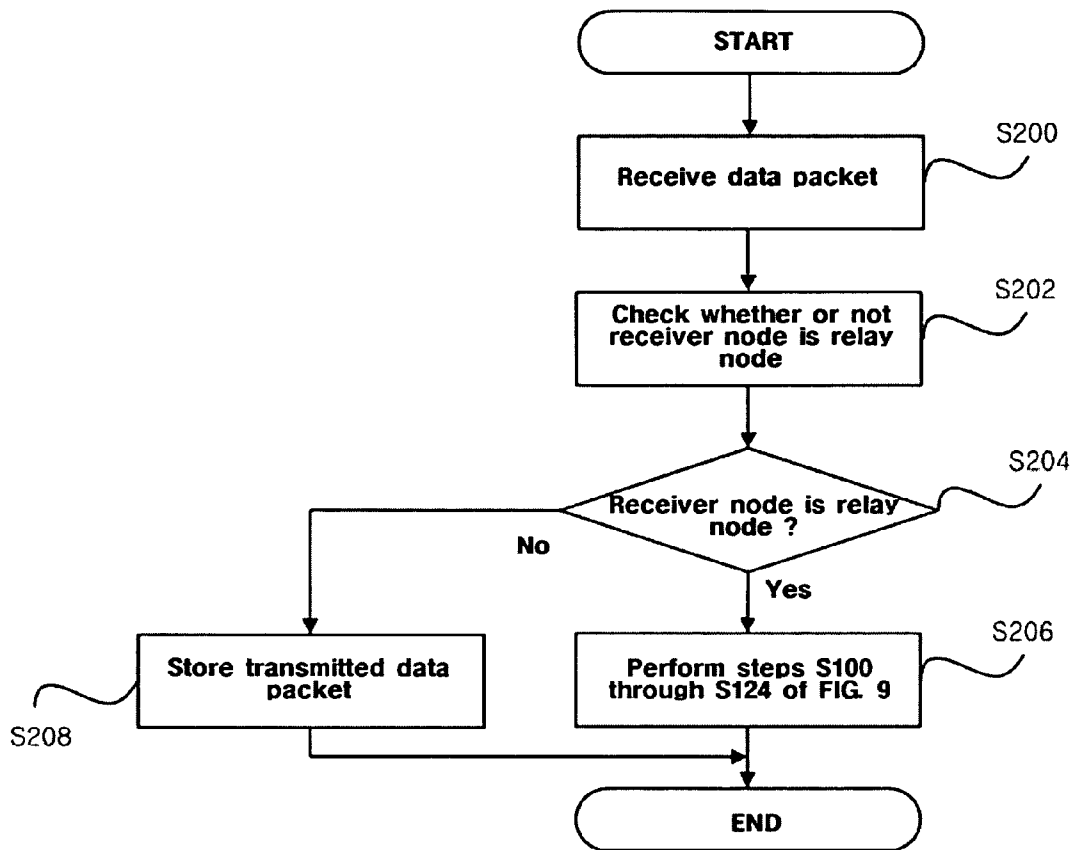 START
S200
Receive data packet
S202
Check whether or not
receiver node is relay
node
S204
Receiver node is relay
node ?
No
Yes
S206
Store transmitted data
packet
Perform steps S100
through S124 of FIG. 9
S208
END